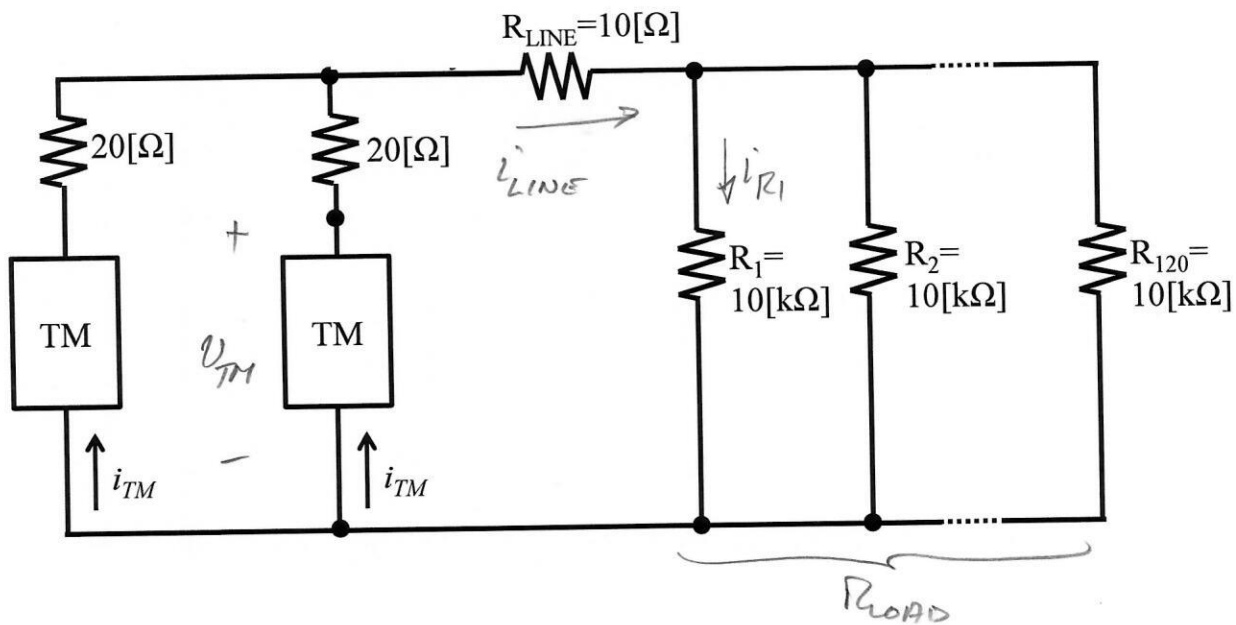 R_LINE=10[Ω]
20[Ω]
20[Ω]
i_LINE
i_R1
+
R_1=
10[kΩ]
R_2=
10[kΩ]
R_120=
10[kΩ]
TM
v_TM
TM
−
i_TM
i_TM
R_LOAD